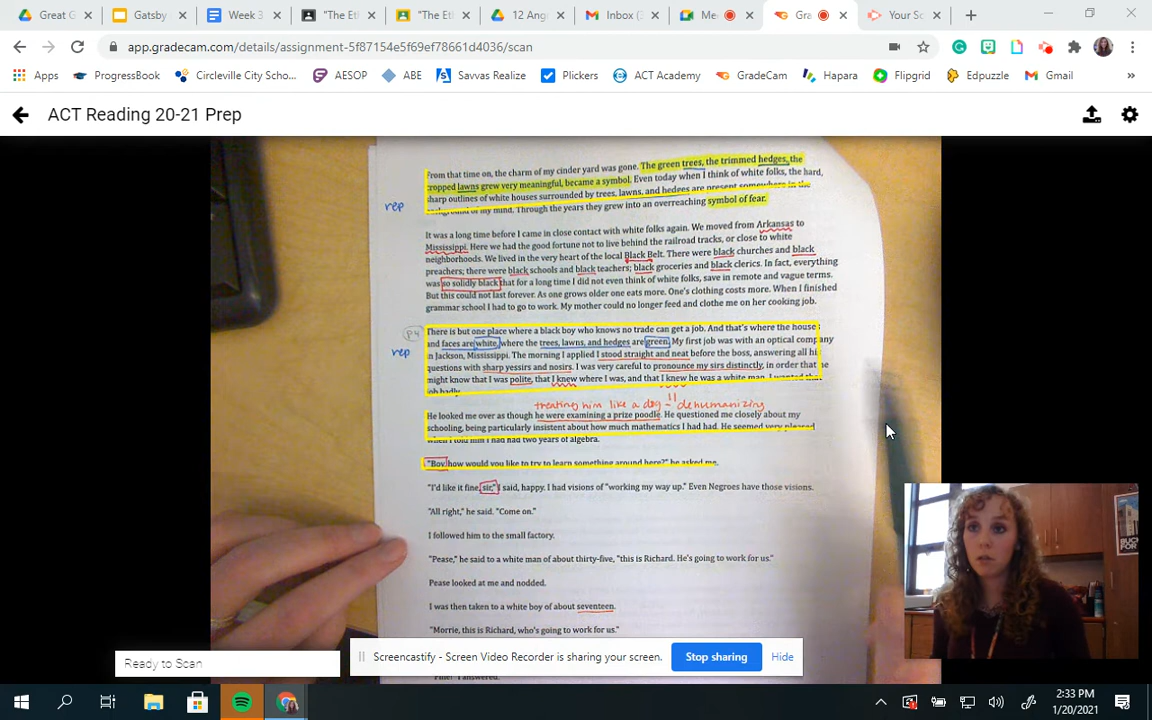 Great G
Gatsby
Week 3
"The Et
"The Et
12 Ang
Inbox (2
Me
Gra
Your Sc
app.gradecam.com/details/assignment-5f87154e5f69ef78661d4036/scan
Apps
ProgressBook
Circleville City Scho...
AESOP
ABE
Savvas Realize
Plickers
ACT Academy
GradeCam
Hapara
Flipgrid
Edpuzzle
Gmail
ACT Reading 20-21 Prep
From that time on, the charm of my cinder yard was gone. The green trees, the trimmed hedges, the
cropped lawns grew very meaningful, became a symbol. Even today when I think of white folks, the hard,
sharp outlines of white houses surrounded by trees, lawns, and hedges are present somewhere in the
rep
background of my mind. Through the years they grew into an overreaching symbol of fear.
It was a long time before I came in close contact with white folks again. We moved from Arkansas to
Mississippi. Here we had the good fortune not to live behind the railroad tracks, or close to white
neighborhoods. We lived in the very heart of the local Black Belt. There were black churches and black
preachers; there were black schools and black teachers; black groceries and black clerics. In fact, everything
was so solidly black that for a long time I did not even think of white folks, save in remote and vague terms.
But this could not last forever. As one grows older one eats more. One's clothing costs more. When I finished
grammar school I had to go to work. My mother could no longer feed and clothe me on her cooking job.
P4
There is but one place where a black boy who knows no trade can get a job. And that's where the house
and faces are white, where the trees, lawns, and hedges are green. My first job was with an optical company
rep
in Jackson, Mississippi. The morning I applied I stood straight and neat before the boss, answering all hi
questions with sharp yessirs and nosirs. I was very careful to pronounce my sirs distinctly, in order that he
might know that I was polite, that I knew where I was, and that I knew he was a white man. I wanted that
job badly.
treating him like a dog - dehumanizing
He looked me over as though he were examining a prize poodle. He questioned me closely about my
schooling, being particularly insistent about how much mathematics I had had. He seemed very pleased
when I told him I had had two years of algebra.
"Boy, how would you like to try to learn something around here?" he asked me.
"I'd like it fine, sir," I said, happy. I had visions of "working my way up." Even Negroes have those visions.
"All right," he said. "Come on."
I followed him to the small factory.
"Pease," he said to a white man of about thirty-five, "this is Richard. He's going to work for us."
Pease looked at me and nodded.
I was then taken to a white boy of about seventeen.
"Morrie, this is Richard, who's going to work for us."
Ready to Scan
Screencastify - Screen Video Recorder is sharing your screen.
Stop sharing
Hide
2:33 PM
1/20/2021